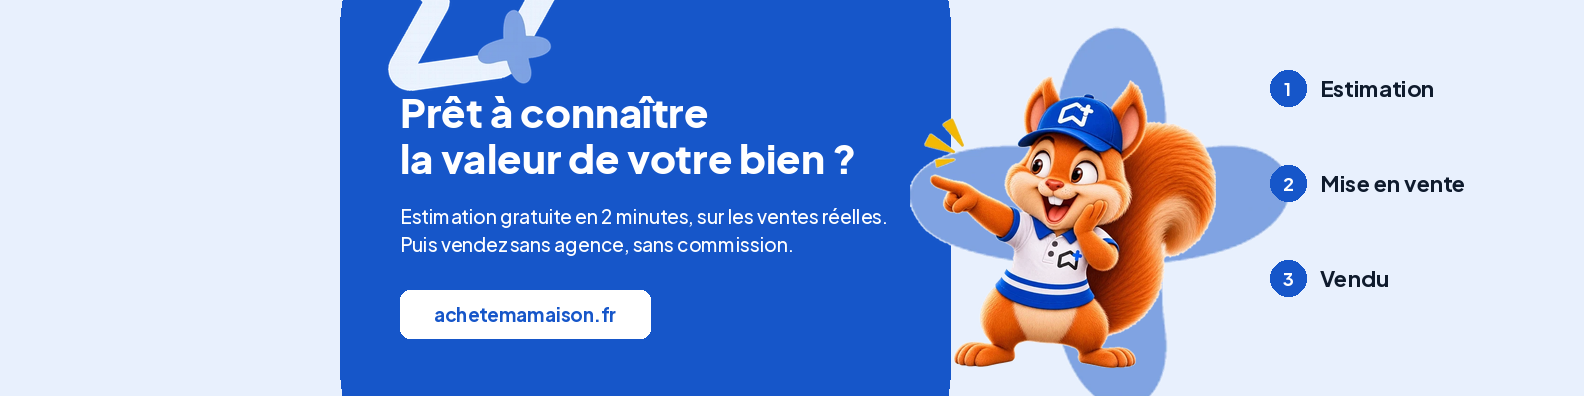 Prêt à connaître
la valeur de votre bien ?
Estimation gratuite en 2 minutes, sur les ventes réelles.
Puis vendez sans agence, sans commission.
achetemamaison.fr
1 Estimation
2 Mise en vente
3 Vendu